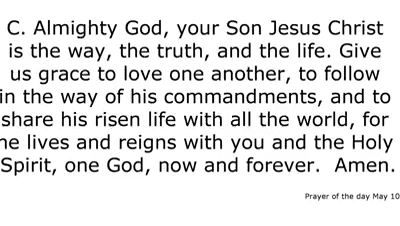 C. Almighty God, your Son Jesus Christ
is the way, the truth, and the life. Give
us grace to love one another, to follow
in the way of his commandments, and to
share his risen life with all the world, for
he lives and reigns with you and the Holy
Spirit, one God, now and forever.  Amen.
Prayer of the day May 10